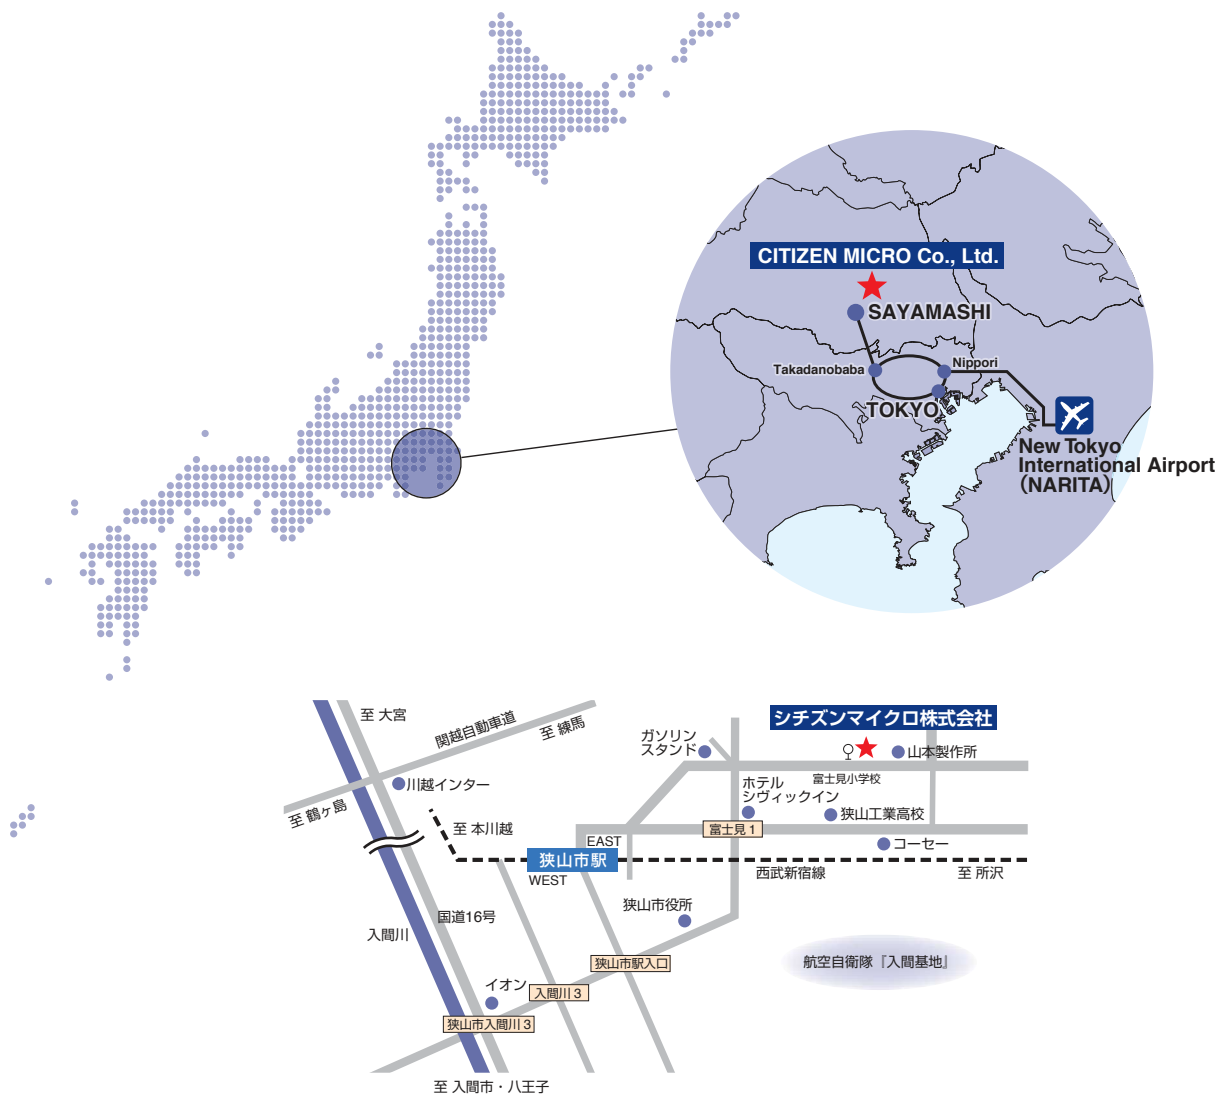 CITIZEN MICRO Co., Ltd.
SAYAMASHI
Takadanobaba
Nippori
TOKYO
New Tokyo
International Airport
（NARITA）
シチズンマイクロ株式会社
至 大宮
関越自動車道
至 練馬
ガソリン
スタンド
山本製作所
富士見小学校
川越インター
ホテル
シヴィックイン
至 鶴ヶ島
狭山工業高校
至 本川越
富士見 1
EAST
コーセー
狭山市駅
WEST
西武新宿線
至 所沢
狭山市役所
国道16号
入間川
狭山市駅入口
航空自衛隊『入間基地』
イオン
入間川 3
狭山市入間川 3
至 入間市・八王子